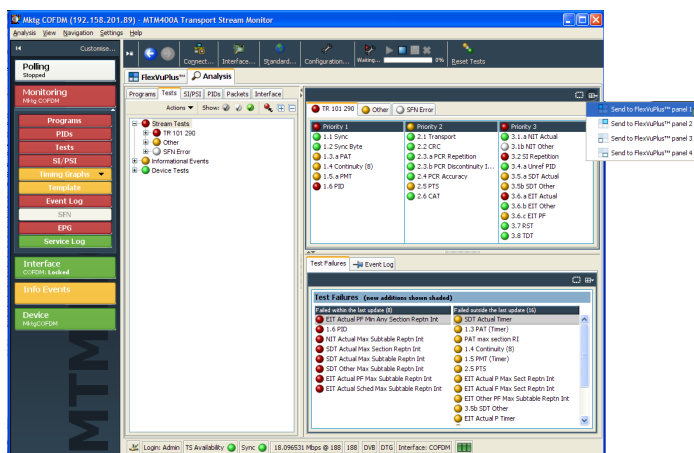 Mktg COFDM (192.158.201.89) - MTM400A Transport Stream Monitor
Analysis View Navigation Settings Help
Customise...
Connect... Interface... Standard... Configuration... Waiting... 0% Reset Tests
Polling
Stopped
FlexVuPlus™ Analysis
Monitoring
Mktg COFDM
Programs Tests SI/PSI PIDs Packets Interface
Actions Show:
Programs
PIDs
Tests
SI/PSI
Timing Graphs
Template
Event Log
SFN
EPG
Service Log
Interface
COFDM: Locked
Info Events
Device
MktgCOFDM
MTM
Stream Tests
TR 101 290
Other
SFN Error
Informational Events
Device Tests
TR 101 290 Other SFN Error
Priority 1
1.1 Sync
1.2 Sync Byte
1.3.a PAT
1.4 Continuity (8)
1.5.a PMT
1.6 PID
Priority 2
2.1 Transport
2.2 CRC
2.3.a PCR Repetition
2.3.b PCR Discontinuity I...
2.4 PCR Accuracy
2.5 PTS
2.6 CAT
Priority 3
3.1.a NIT Actual
3.1b NIT Other
3.2 SI Repetition
3.4.a Unref PID
3.5.a SDT Actual
3.5b SDT Other
3.6.a EIT Actual
3.6.b EIT Other
3.6.c EIT PF
3.7 RST
3.8 TDT
Send to FlexVuPlus™ panel 1
Send to FlexVuPlus™ panel 2
Send to FlexVuPlus™ panel 3
Send to FlexVuPlus™ panel 4
Test Failures Event Log
Test Failures (new additions shown shaded)
Failed within the last update (8)
EIT Actual PF Min Any Section Reptn Int
1.6 PID
NIT Actual Max Subtable Reptn Int
SDT Actual Max Section Reptn Int
SDT Actual Max Subtable Reptn Int
SDT Other Max Subtable Reptn Int
EIT Actual PF Max Subtable Reptn Int
EIT Actual Sched Max Subtable Reptn Int
Failed outside the last update (16)
SDT Actual Timer
1.3 PAT (Timer)
PAT max section RI
1.4 Continuity (8)
1.5 PMT (Timer)
2.5 PTS
EIT Actual P Max Sect Reptn Int
EIT Actual F Max Sect Reptn Int
EIT Other PF Max Subtable Reptn Int
3.5b SDT Other
EIT Actual P Timer
Login: Admin TS Availability Sync 18.096531 Mbps @ 188 188 DVB DTG Interface: COFDM